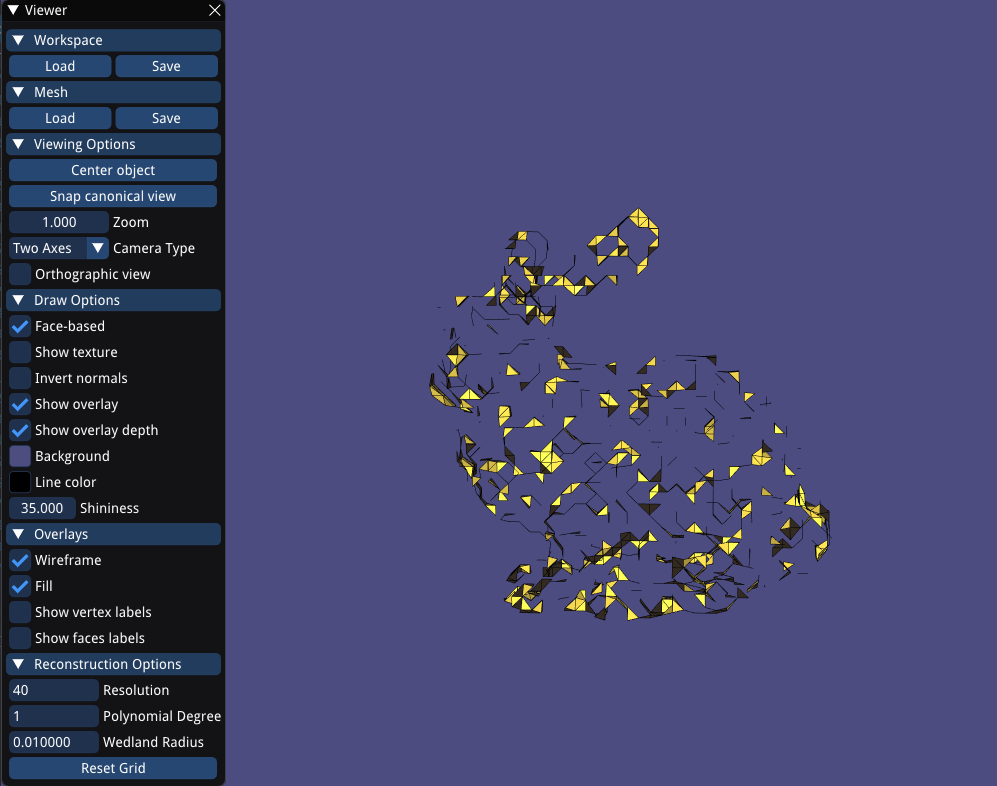 Viewer
Workspace
Load Save
Mesh
Load Save
Viewing Options
Center object
Snap canonical view
1.000 Zoom
Two Axes Camera Type
Orthographic view
Draw Options
Face-based
Show texture
Invert normals
Show overlay
Show overlay depth
Background
Line color
35.000 Shininess
Overlays
Wireframe
Fill
Show vertex labels
Show faces labels
Reconstruction Options
40 Resolution
1 Polynomial Degree
0.010000 Wedland Radius
Reset Grid